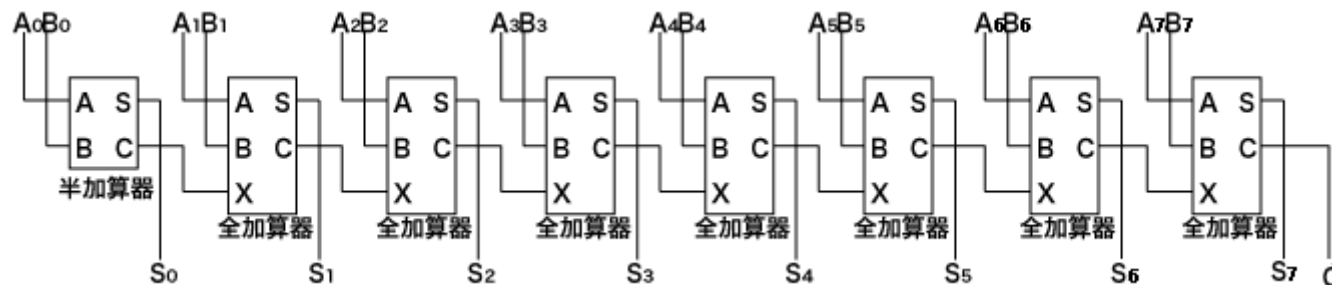 A0B0 A1B1 A2B2 A3B3 A4B4 A5B5 A6B6 A7B7
A S A S A S A S A S A S A S A S
B C B C B C B C B C B C B C B C
半加算器 X X X X X X X
全加算器 全加算器 全加算器 全加算器 全加算器 全加算器 全加算器
S0 S1 S2 S3 S4 S5 S6 S7